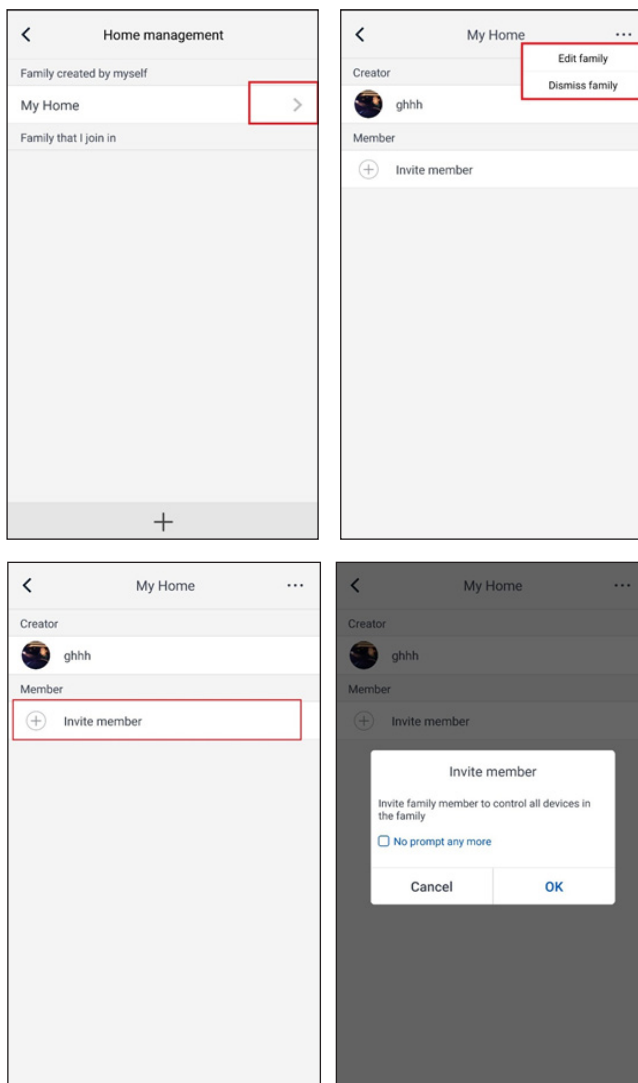 Home management
Family created by myself
My Home
Family that I join in
My Home
Edit family
Dismiss family
Creator
ghhh
Member
Invite member
My Home
Creator
ghhh
Member
Invite member
My Home
Creator
ghhh
Member
Invite member
Invite member
Invite family member to control all devices in
the family
No prompt any more
Cancel OK